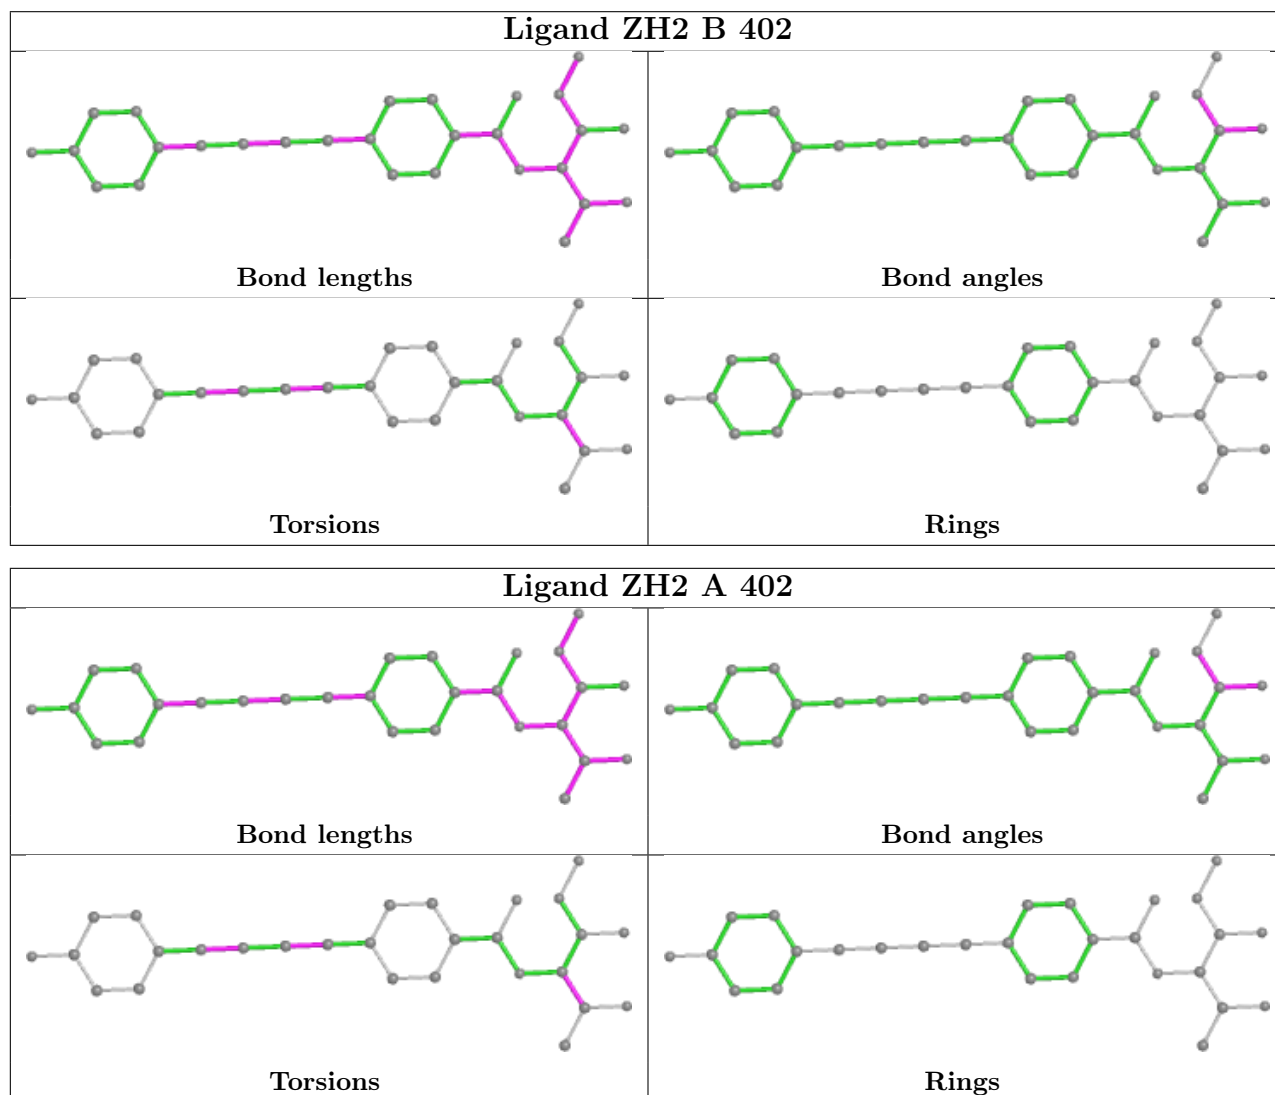 Ligand ZH2 B 402
Bond lengths
Bond angles
Torsions
Rings
Ligand ZH2 A 402
Bond lengths
Bond angles
Torsions
Rings